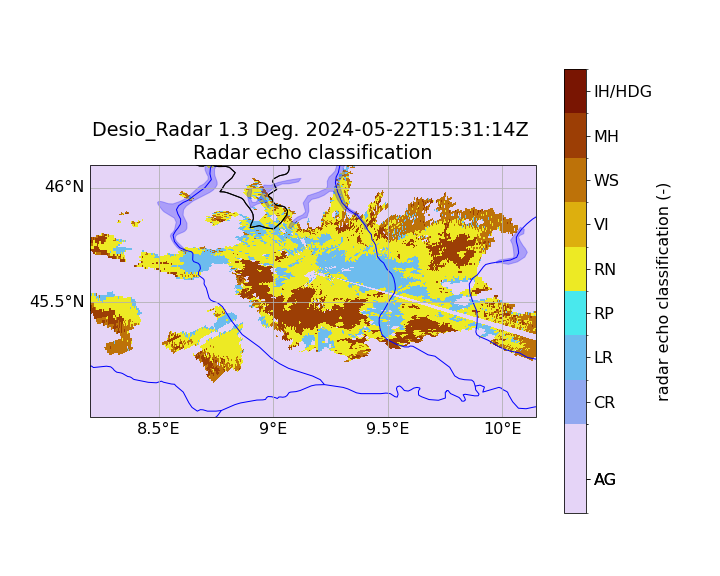 Desio_Radar 1.3 Deg. 2024-05-22T15:31:14Z
Radar echo classification
46°N
45.5°N
8.5°E
9°E
9.5°E
10°E
IH/HDG
MH
WS
VI
RN
RP
LR
CR
AG
radar echo classification (-)